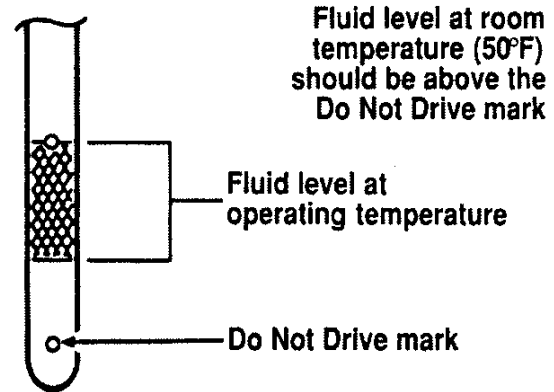 Fluid level at room
temperature (50°F)
should be above the
Do Not Drive mark
Fluid level at
operating temperature
Do Not Drive mark